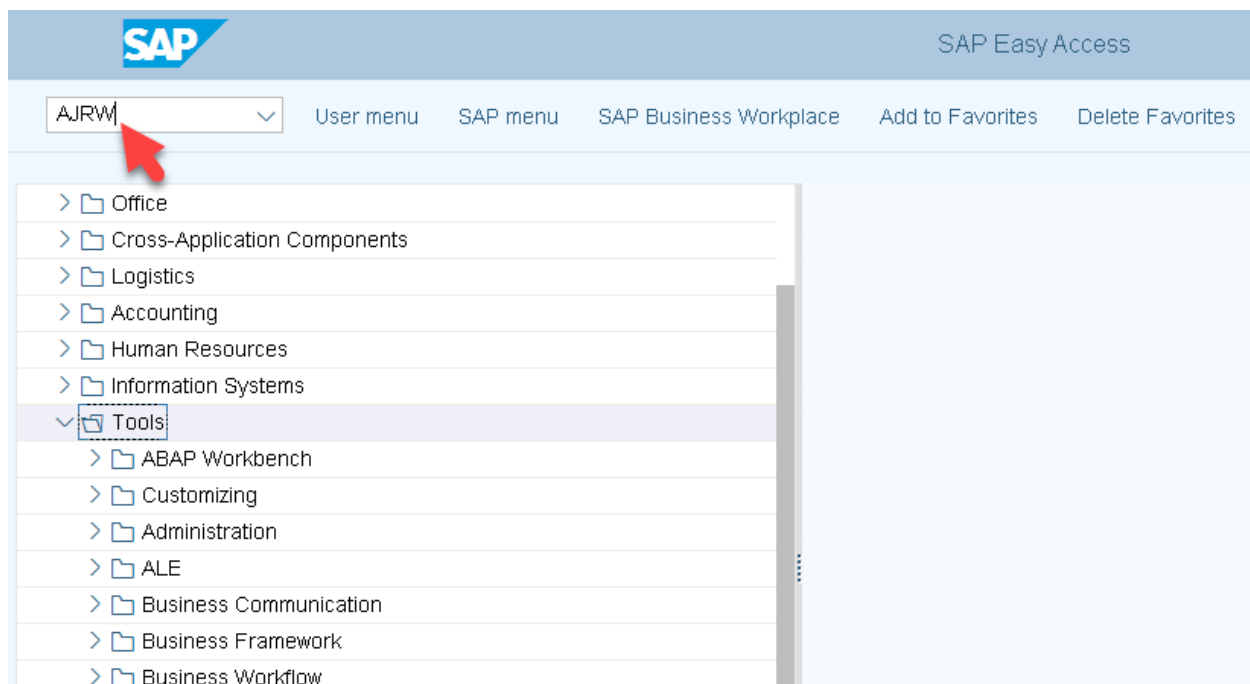 SAP
SAP Easy Access
AJRW
User menu SAP menu SAP Business Workplace Add to Favorites Delete Favorites
Office
Cross-Application Components
Logistics
Accounting
Human Resources
Information Systems
Tools
ABAP Workbench
Customizing
Administration
ALE
Business Communication
Business Framework
Business Workflow